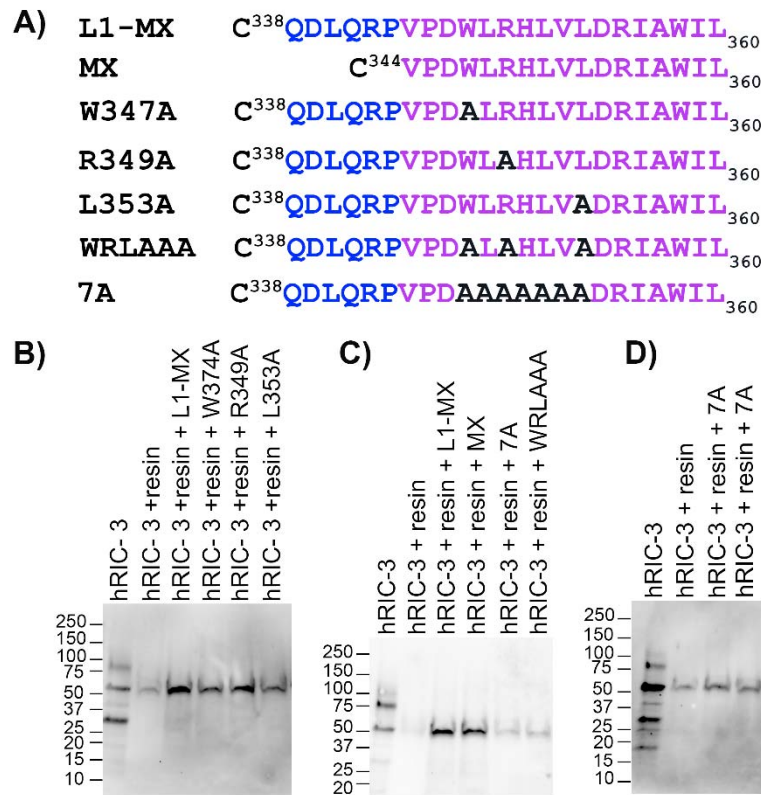 A)
L1-MX C³³⁸QDLQRPVPDWLRHLVLDRIAWIL₃₆₀
MX C³⁴⁴VPDWLRHLVLDRIAWIL₃₆₀
W347A C³³⁸QDLQRPVPDALRHLVLDRIAWIL₃₆₀
R349A C³³⁸QDLQRPVPDWLAHLVLDRIAWIL₃₆₀
L353A C³³⁸QDLQRPVPDWLRHLVADRIAWIL₃₆₀
WRLAAA C³³⁸QDLQRPVPDALAHLVADRIAWIL₃₆₀
7A C³³⁸QDLQRPVPDAAAAAAADRIAWIL₃₆₀
B)
hRIC- 3
hRIC- 3 +resin
hRIC- 3 +resin + L1-MX
hRIC- 3 +resin + W374A
hRIC- 3 +resin + R349A
hRIC- 3 +resin + L353A
250
150
100
75
50
37
25
20
15
10
C)
hRIC-3
hRIC-3 + resin
hRIC-3 + resin + L1-MX
hRIC-3 + resin + MX
hRIC-3 + resin + 7A
hRIC-3 + resin + WRLAAA
250
150
100
75
50
37
25
20
D)
hRIC-3
hRIC-3 + resin
hRIC-3 + resin + 7A
hRIC-3 + resin + 7A
250
150
100
75
50
37
25
20
15
10